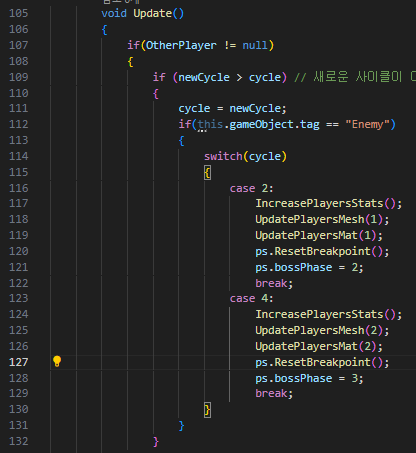 105 void Update()
106 {
107 if(OtherPlayer != null)
108 {
109 if (newCycle > cycle) // 새로운 사이클이
110 {
111 cycle = newCycle;
112 if(this.gameObject.tag == "Enemy")
113 {
114 switch(cycle)
115 {
116 case 2:
117 IncreasePlayersStats();
118 UpdatePlayersMesh(1);
119 UpdatePlayersMat(1);
120 ps.ResetBreakpoint();
121 ps.bossPhase = 2;
122 break;
123 case 4:
124 IncreasePlayersStats();
125 UpdatePlayersMesh(2);
126 UpdatePlayersMat(2);
127 ps.ResetBreakpoint();
128 ps.bossPhase = 3;
129 break;
130 }
131 }
132 }